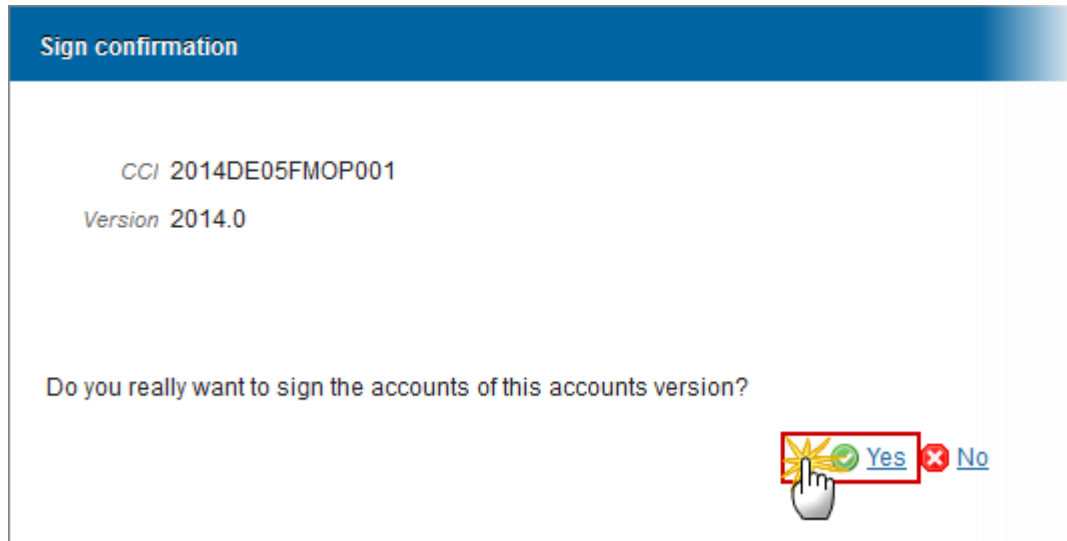 Sign confirmation
CCI 2014DE05FMOP001
Version 2014.0
Do you really want to sign the accounts of this accounts version?
Yes No